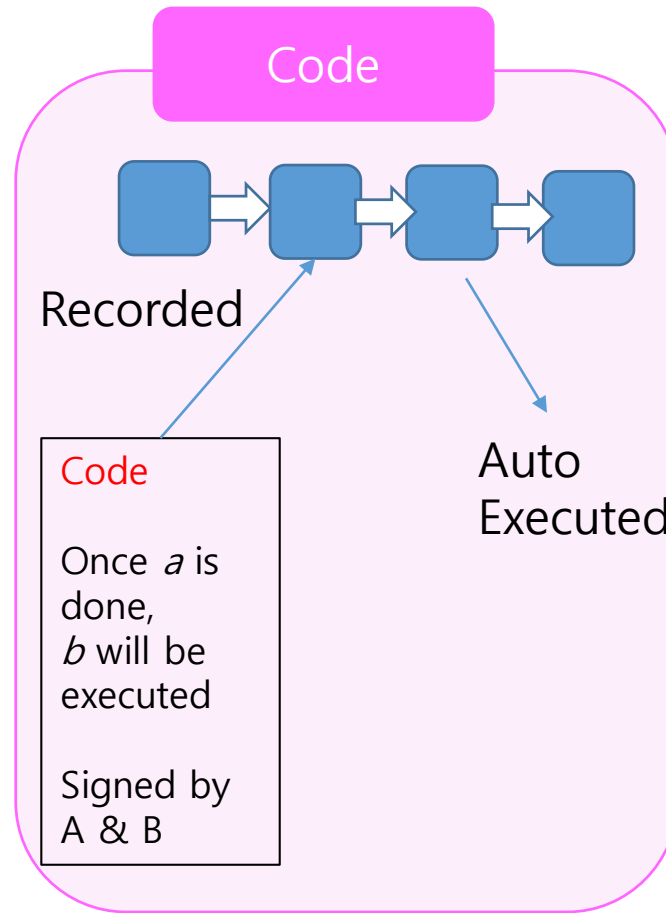 Code
Recorded
Code
Once a is
done,
b will be
executed
Signed by
A & B
Auto
Executed